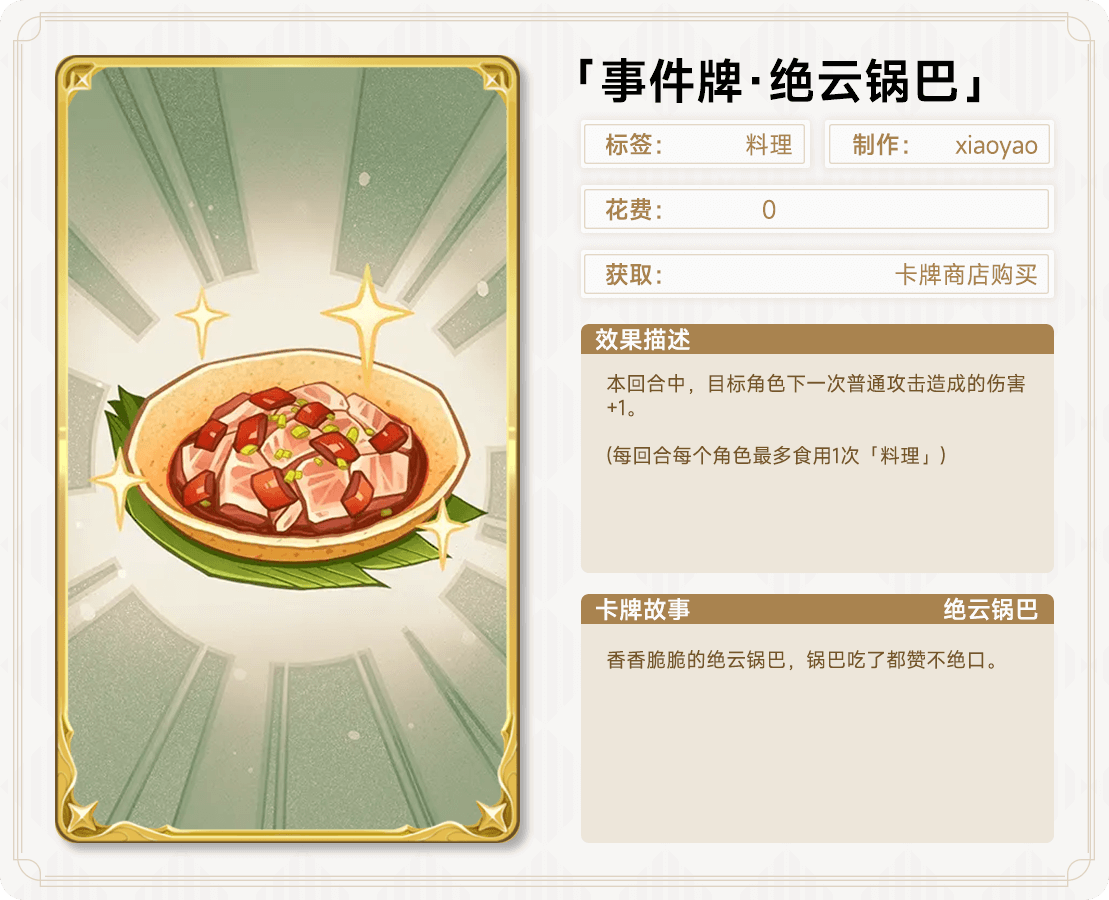 「事件牌·绝云锅巴」
标签： 料理 制作： xiaoyao
花费： 0
获取： 卡牌商店购买
效果描述
本回合中，目标角色下一次普通攻击造成的伤害
+1。
(每回合每个角色最多食用1次「料理」)
卡牌故事 绝云锅巴
香香脆脆的绝云锅巴，锅巴吃了都赞不绝口。